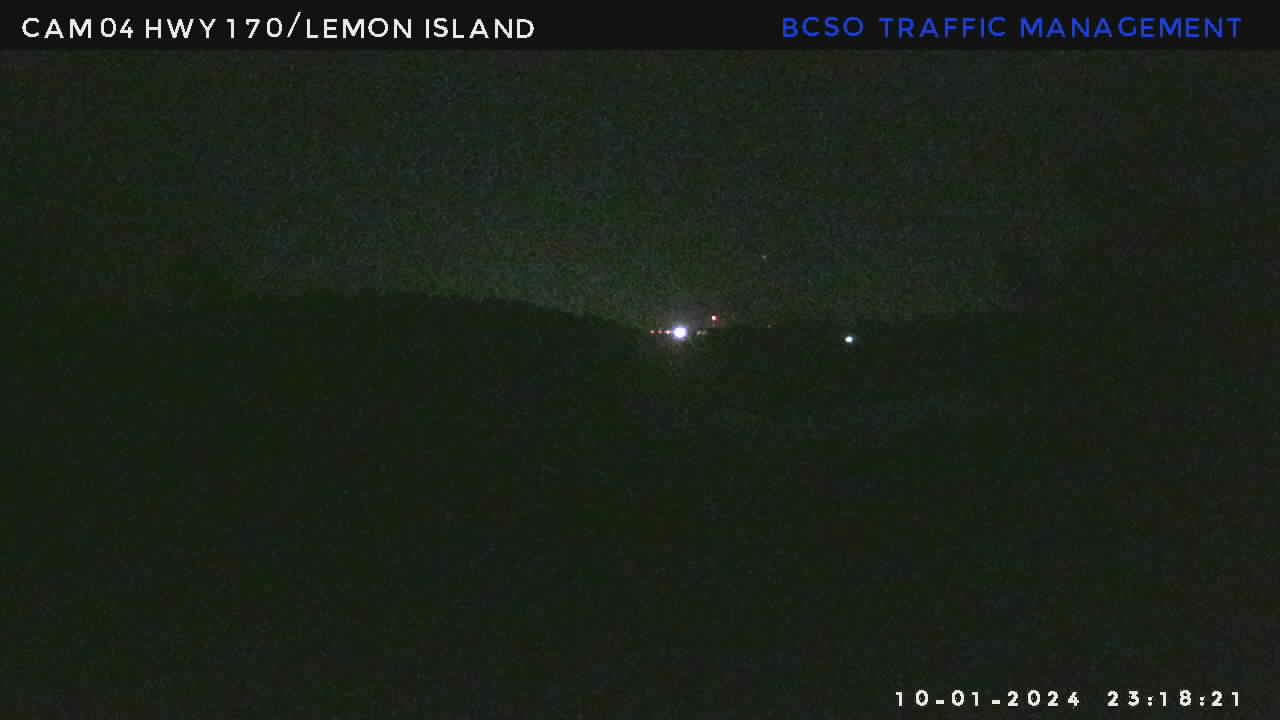 CAM04 HWY 170/LEMON ISLAND
BCSO TRAFFIC MANAGEMENT
10-01-2024 23:18:21